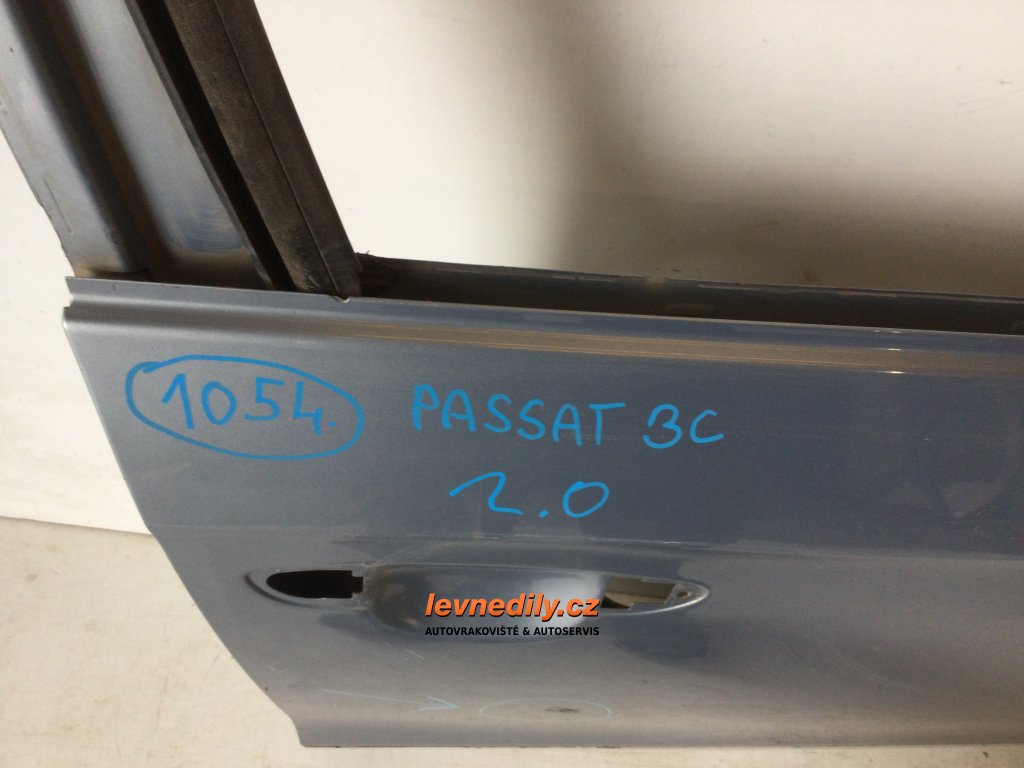 1054.
PASSAT 3C
2.0
levnedily.cz
AUTOVRAKOVIŠTĚ & AUTOSERVIS